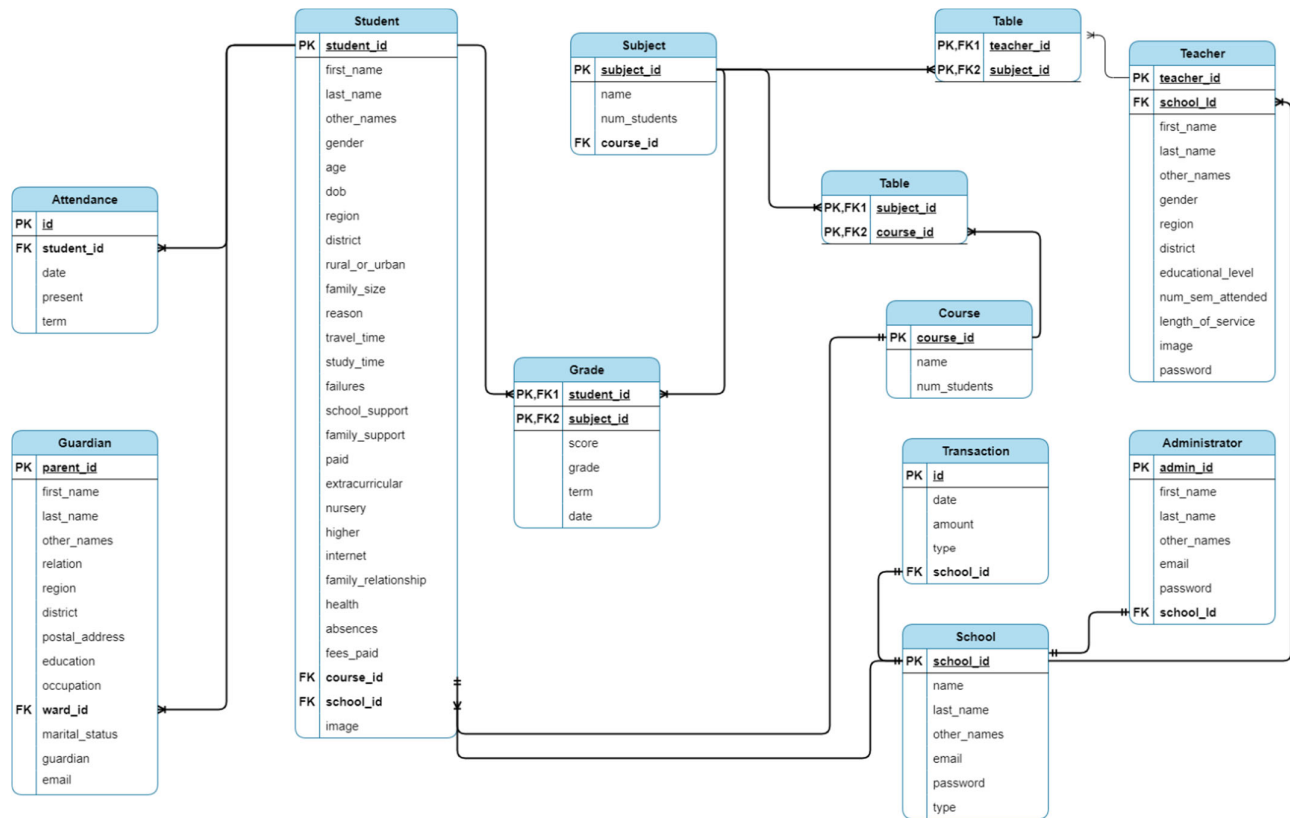 Student
PK student_id
first_name
last_name
other_names
gender
age
dob
region
district
rural_or_urban
family_size
reason
travel_time
study_time
failures
school_support
family_support
paid
extracurricular
nursery
higher
internet
family_relationship
health
absences
fees_paid
FK course_id
FK school_id
image
Attendance
PK id
FK student_id
date
present
term
Guardian
PK parent_id
first_name
last_name
other_names
relation
region
district
postal_address
education
occupation
FK ward_id
marital_status
guardian
email
Subject
PK subject_id
name
num_students
FK course_id
Grade
PK,FK1 student_id
PK,FK2 subject_id
score
grade
term
date
Table
PK,FK1 teacher_id
PK,FK2 subject_id
Table
PK,FK1 subject_id
PK,FK2 course_id
Teacher
PK teacher_id
FK school_Id
first_name
last_name
other_names
gender
region
district
educational_level
num_sem_attended
length_of_service
image
password
Course
PK course_id
name
num_students
Transaction
PK id
date
amount
type
FK school_id
Administrator
PK admin_id
first_name
last_name
other_names
email
password
FK school_Id
School
PK school_id
name
last_name
other_names
email
password
type